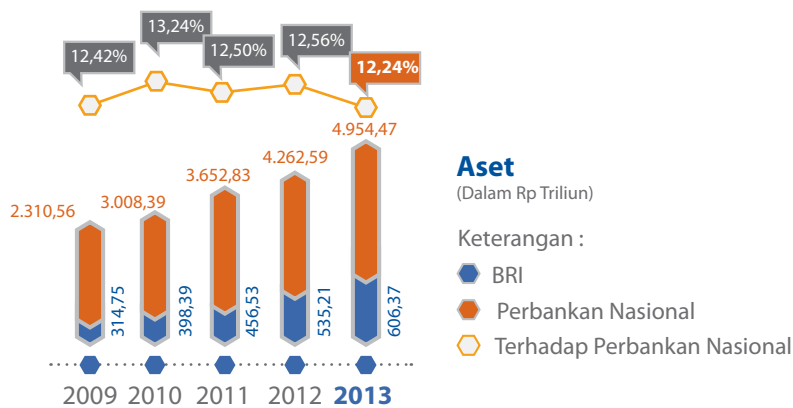 12,42%
13,24%
12,50%
12,56%
12,24%
2.310,56
3.008,39
3.652,83
4.262,59
4.954,47
314,75
398,39
456,53
535,21
606,37
2009 2010 2011 2012 2013
Aset
(Dalam Rp Triliun)
Keterangan :
BRI
Perbankan Nasional
Terhadap Perbankan Nasional